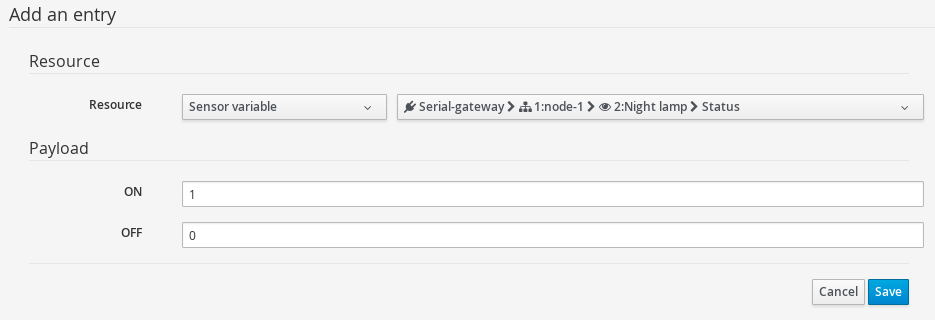 Add an entry
Resource
Resource Sensor variable Serial-gateway 1:node-1 2:Night lamp Status
Payload
ON 1
OFF 0
Cancel Save